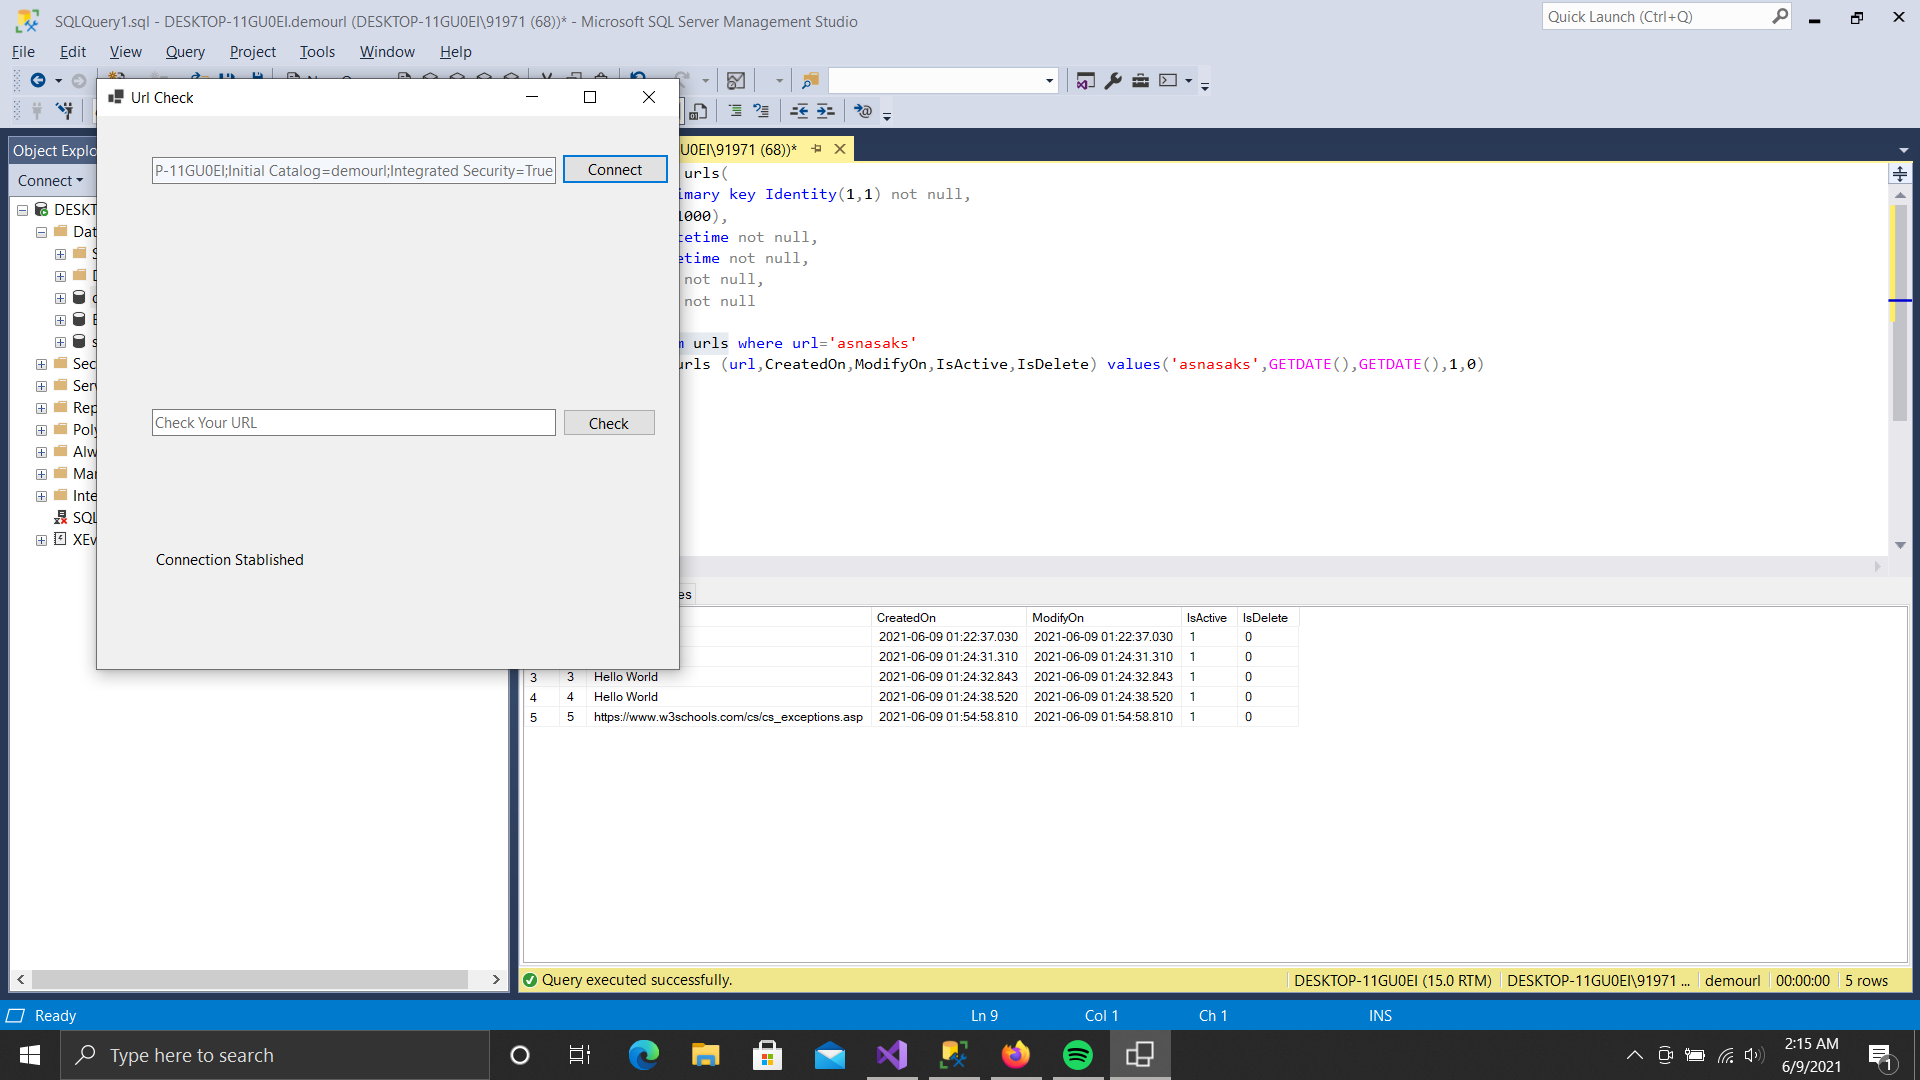 SQLQuery1.sql - DESKTOP-11GU0EI.demourl (DESKTOP-11GU0EI\91971 (68))* - Microsoft SQL Server Management Studio
Quick Launch (Ctrl+Q)
File Edit View Query Project Tools Window Help
Url Check
Object Explo
U0EI\91971 (68))*
P-11GU0EI;Initial Catalog=demourl;Integrated Security=True
Connect
Connect
urls(
imary key Identity(1,1) not null,
1000),
tetime not null,
etime not null,
not null,
not null
urls where url='asnasaks'
urls (url,CreatedOn,ModifyOn,IsActive,IsDelete) values('asnasaks',GETDATE(),GETDATE(),1,0)
DESKT
Dat
Sec
Serv
Rep
Poly
Alw
Mar
Inte
SQL
XEv
Check Your URL
Check
Connection Stablished
es
CreatedOn ModifyOn IsActive IsDelete
2021-06-09 01:22:37.030 2021-06-09 01:22:37.030 1 0
2021-06-09 01:24:31.310 2021-06-09 01:24:31.310 1 0
3 3 Hello World 2021-06-09 01:24:32.843 2021-06-09 01:24:32.843 1 0
4 4 Hello World 2021-06-09 01:24:38.520 2021-06-09 01:24:38.520 1 0
5 5 https://www.w3schools.com/cs/cs_exceptions.asp 2021-06-09 01:54:58.810 2021-06-09 01:54:58.810 1 0
Query executed successfully.
DESKTOP-11GU0EI (15.0 RTM) DESKTOP-11GU0EI\91971 ... demourl 00:00:00 5 rows
Ready Ln 9 Col 1 Ch 1 INS
Type here to search
2:15 AM
6/9/2021
1